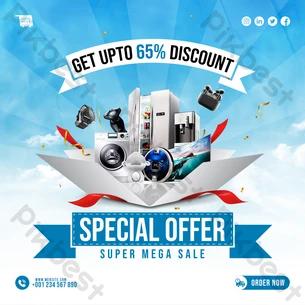 GET UPTO 65% DISCOUNT
SPECIAL OFFER
SUPER MEGA SALE
+001 234 567 890
ORDER NOW